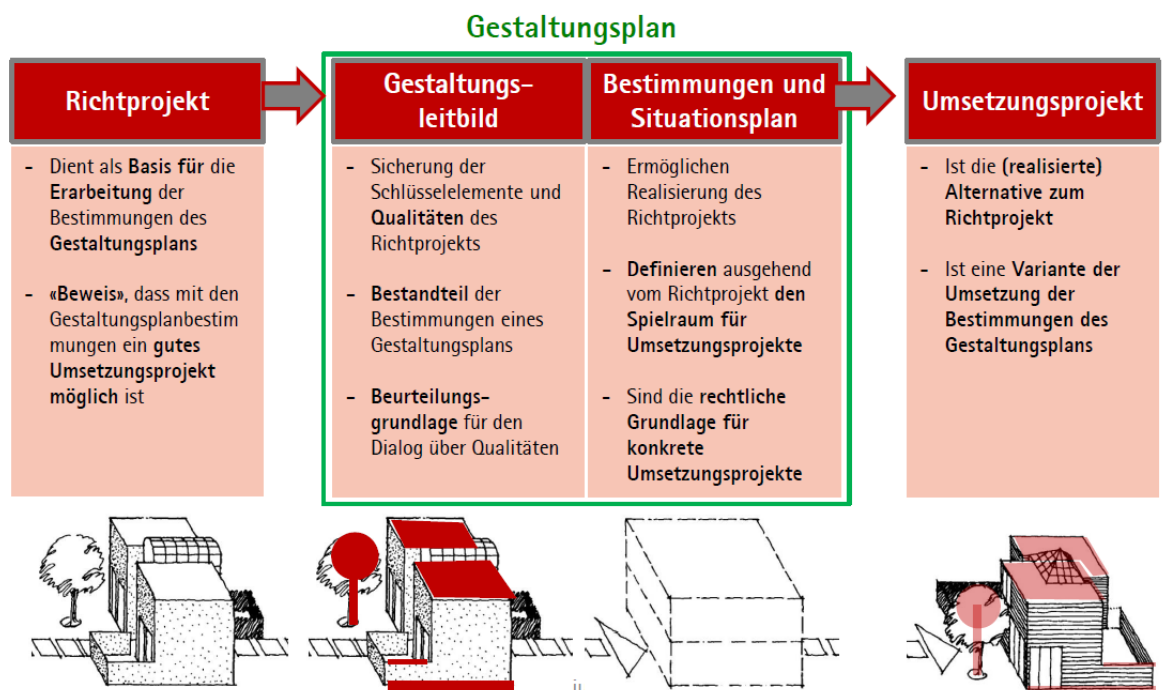 Gestaltungsplan
Richtprojekt
- Dient als Basis für die
Erarbeitung der
Bestimmungen des
Gestaltungsplans
- «Beweis», dass mit den
Gestaltungsplanbestim
mungen ein gutes
Umsetzungsprojekt
möglich ist
Gestaltungs-
leitbild
- Sicherung der
Schlüsselelemente und
Qualitäten des
Richtprojekts
- Bestandteil der
Bestimmungen eines
Gestaltungsplans
- Beurteilungs-
grundlage für den
Dialog über Qualitäten
Bestimmungen und
Situationsplan
- Ermöglichen
Realisierung des
Richtprojekts
- Definieren ausgehend
vom Richtprojekt den
Spielraum für
Umsetzungsprojekte
- Sind die rechtliche
Grundlage für
konkrete
Umsetzungsprojekte
Umsetzungsprojekt
- Ist die (realisierte)
Alternative zum
Richtprojekt
- Ist eine Variante der
Umsetzung der
Bestimmungen des
Gestaltungsplans